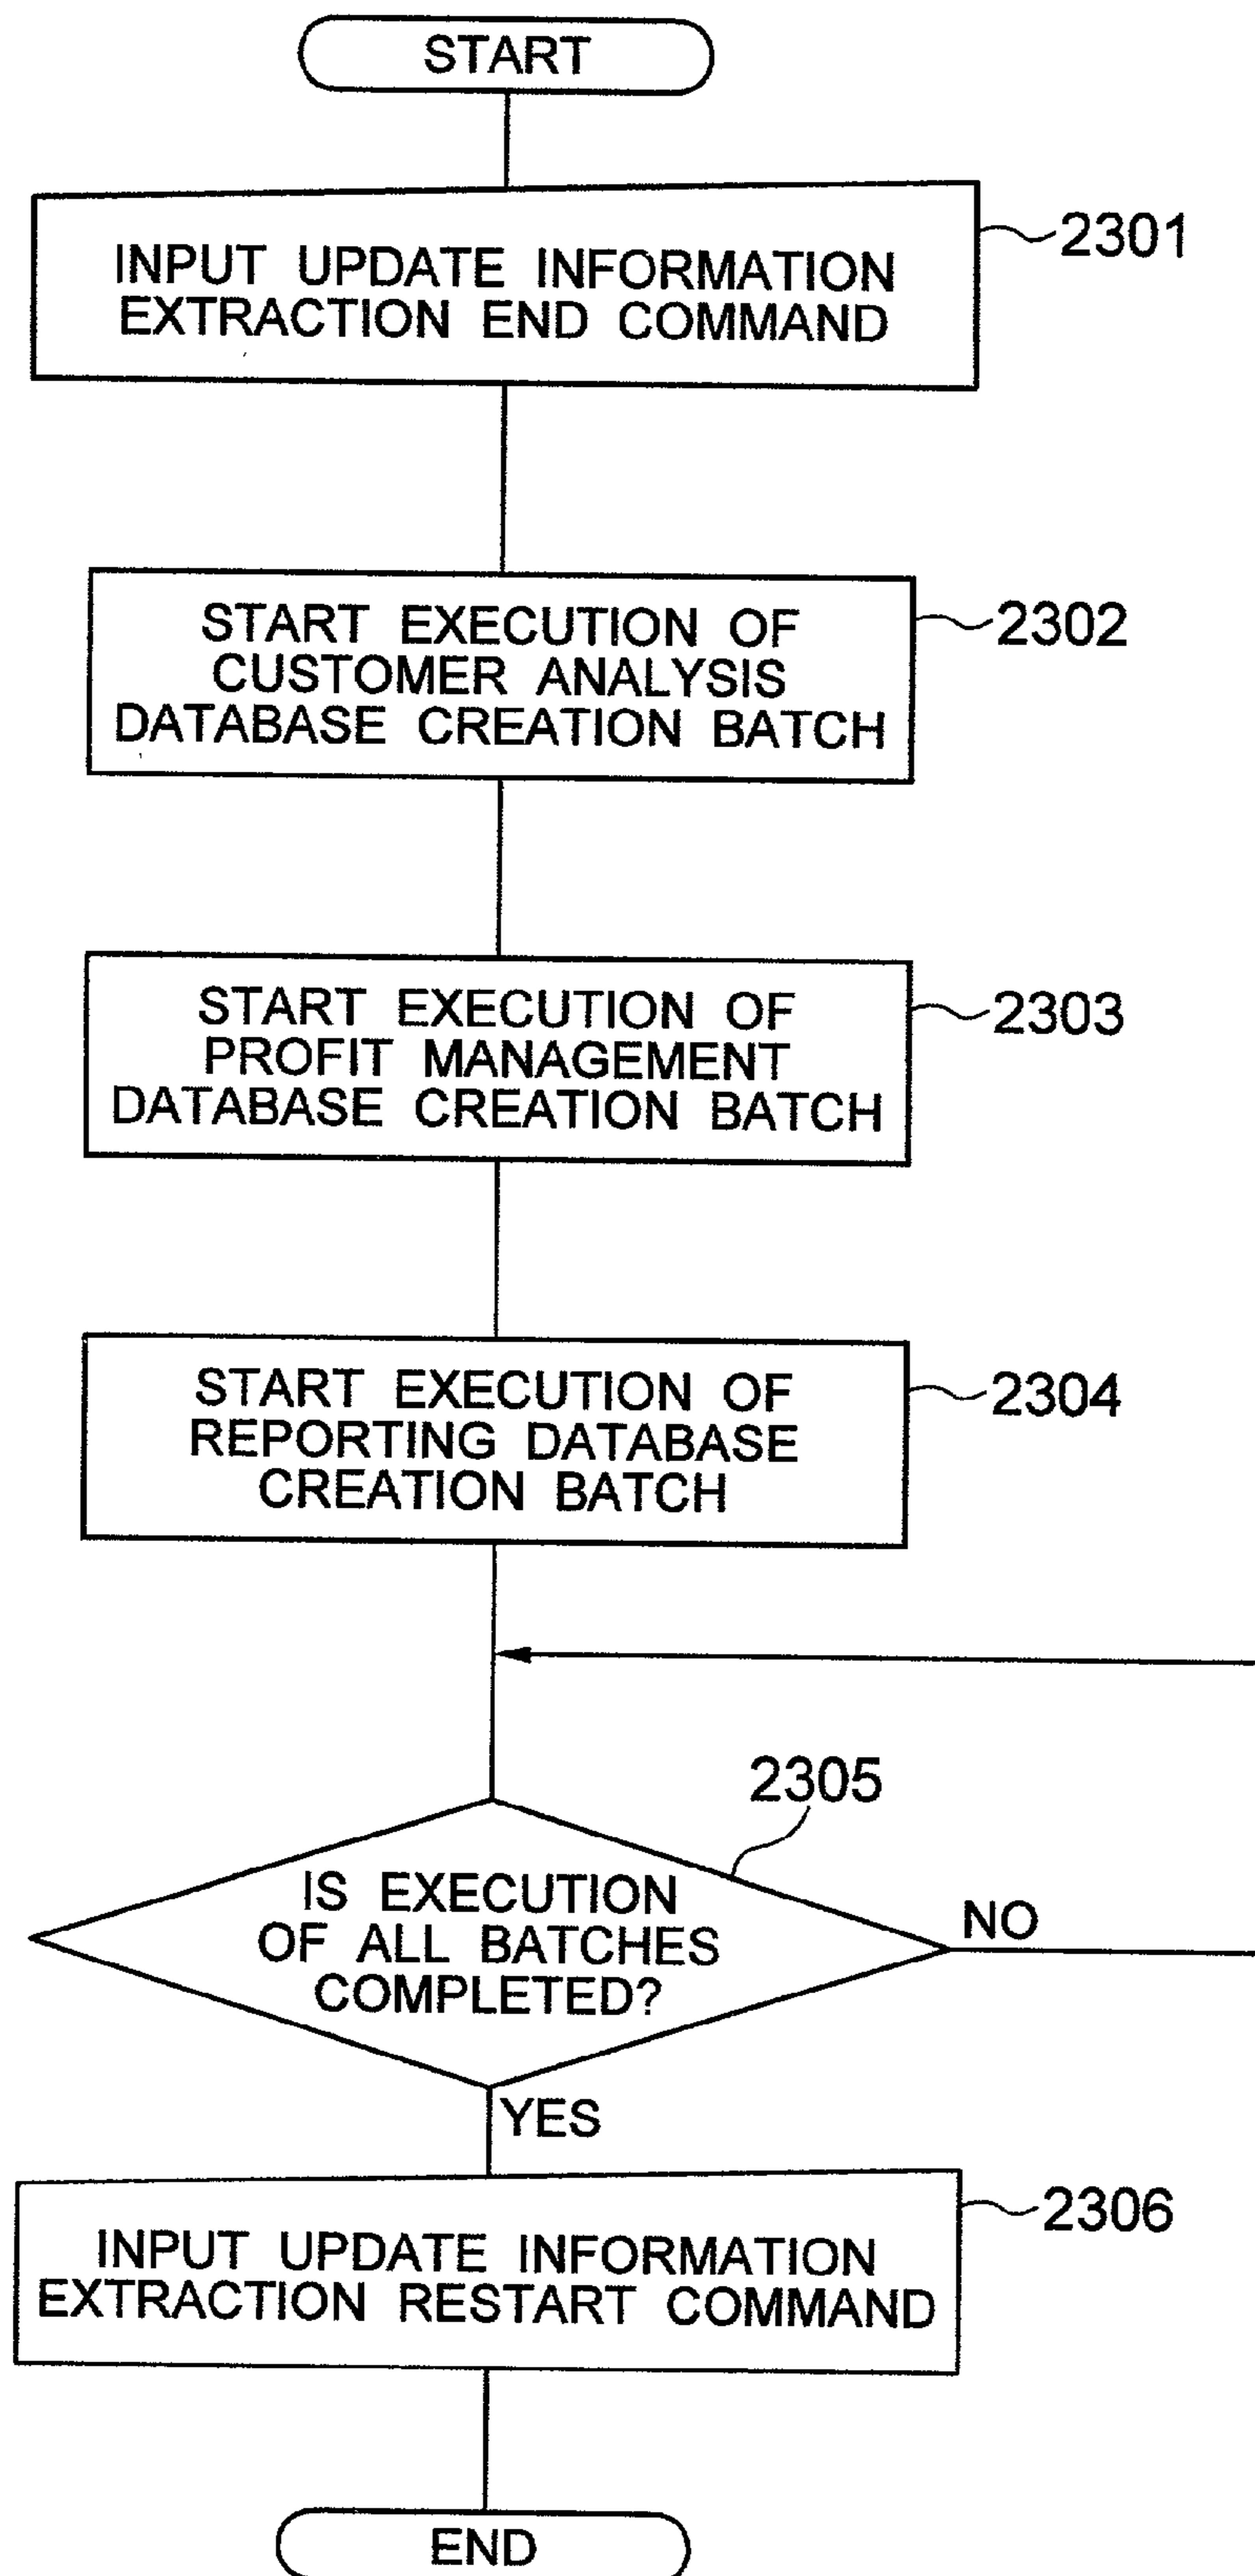 START
INPUT UPDATE INFORMATION
EXTRACTION END COMMAND
2301
START EXECUTION OF
CUSTOMER ANALYSIS
DATABASE CREATION BATCH
2302
START EXECUTION OF
PROFIT MANAGEMENT
DATABASE CREATION BATCH
2303
START EXECUTION OF
REPORTING DATABASE
CREATION BATCH
2304
2305
IS EXECUTION
OF ALL BATCHES
COMPLETED?
NO
YES
INPUT UPDATE INFORMATION
EXTRACTION RESTART COMMAND
2306
END